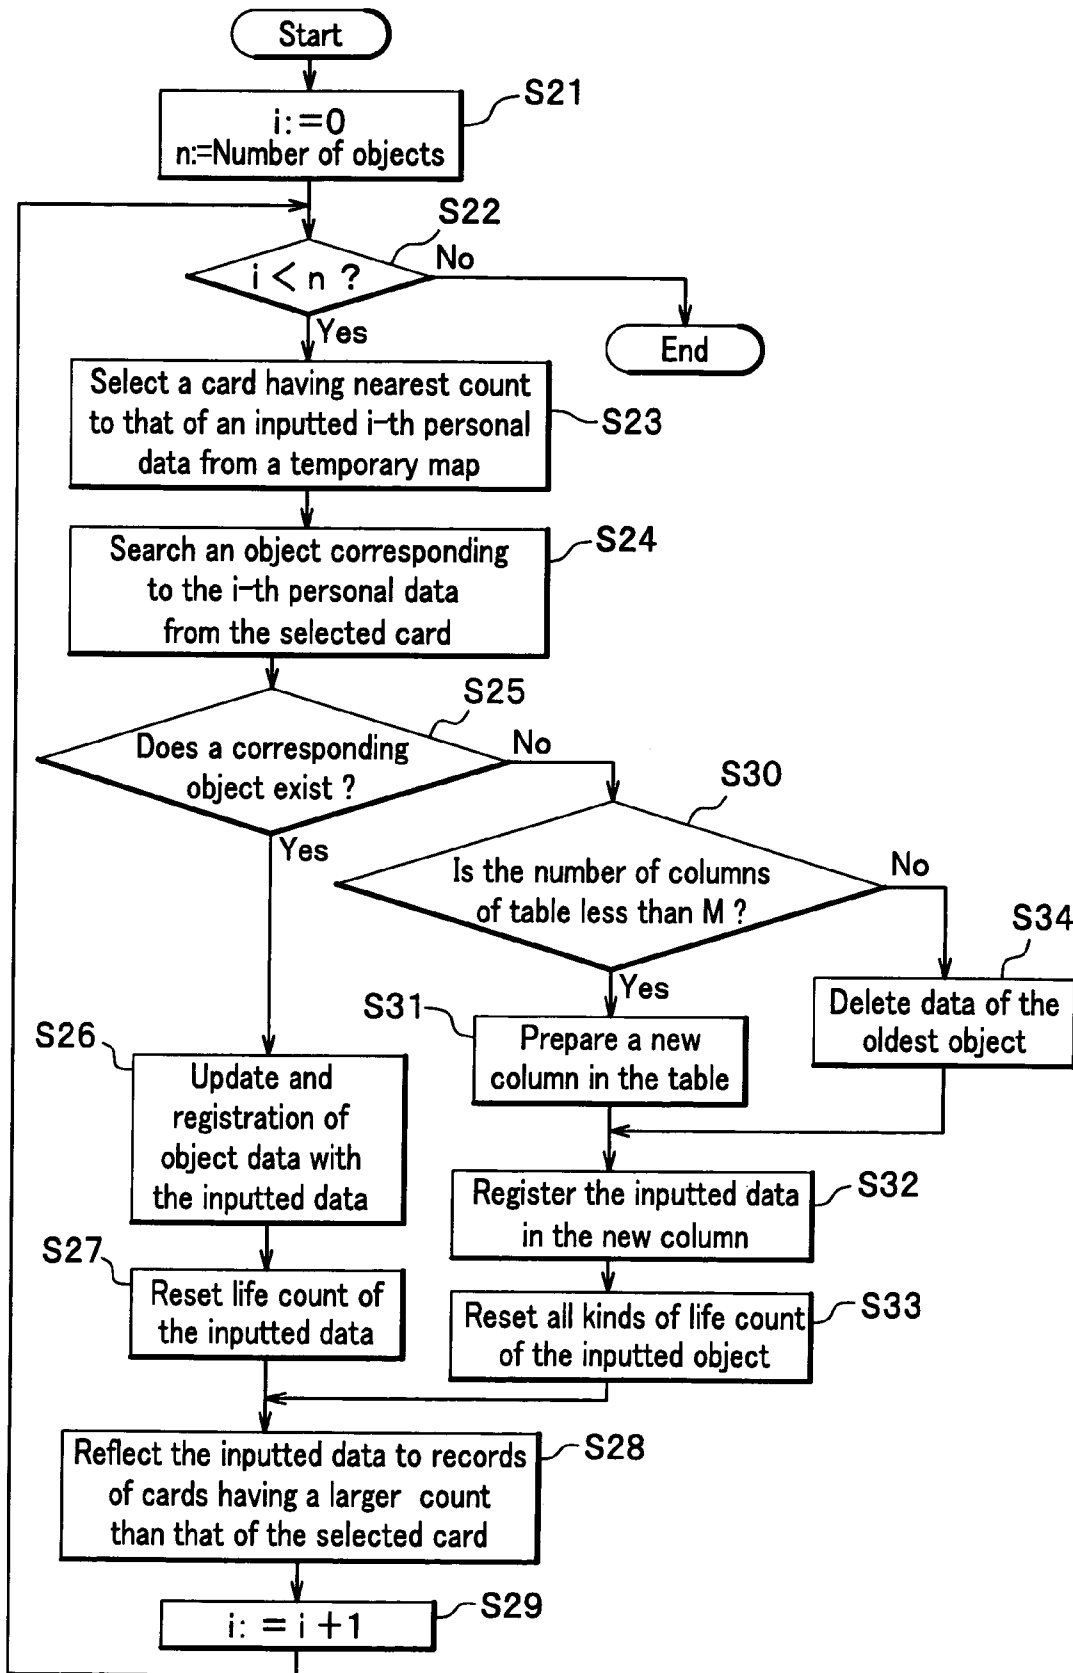 Start
S21
i:=0
n:=Number of objects
S22
i < n ?
No
Yes
End
Select a card having nearest count
to that of an inputted i-th personal
data from a temporary map
S23
Search an object corresponding
to the i-th personal data
from the selected card
S24
S25
Does a corresponding
object exist ?
No
Yes
S30
Is the number of columns
of table less than M ?
No
Yes
S34
Delete data of the
oldest object
S31
Prepare a new
column in the table
S26
Update and
registration of
object data with
the inputted data
Register the inputted data
in the new column
S32
S27
Reset life count of
the inputted data
Reset all kinds of life count
of the inputted object
S33
Reflect the inputted data to records
of cards having a larger count
than that of the selected card
S28
i: = i +1
S29